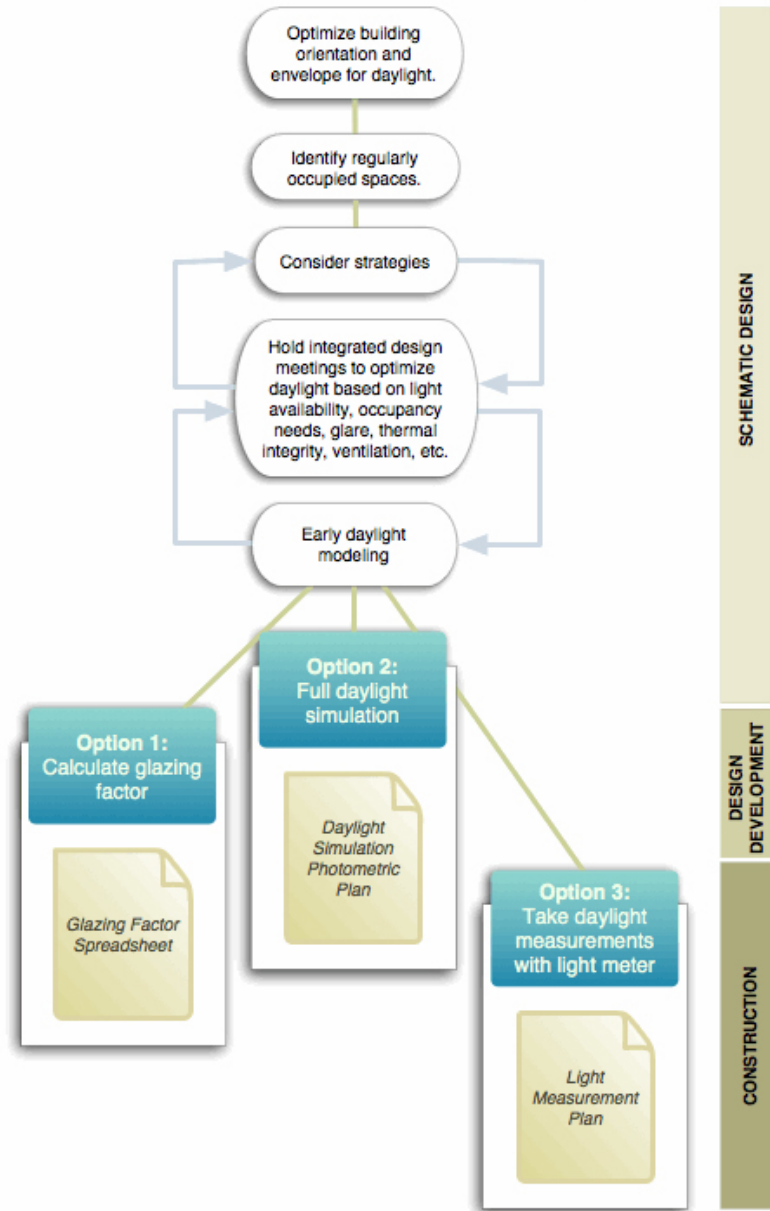 Optimize building
orientation and
envelope for daylight.
Identify regularly
occupied spaces.
Consider strategies
Hold integrated design
meetings to optimize
daylight based on light
availability, occupancy
needs, glare, thermal
integrity, ventilation, etc.
Early daylight
modeling
Option 1:
Calculate glazing
factor
Glazing Factor
Spreadsheet
Option 2:
Full daylight
simulation
Daylight
Simulation
Photometric
Plan
Option 3:
Take daylight
measurements
with light meter
Light
Measurement
Plan
SCHEMATIC DESIGN
DESIGN
DEVELOPMENT
CONSTRUCTION